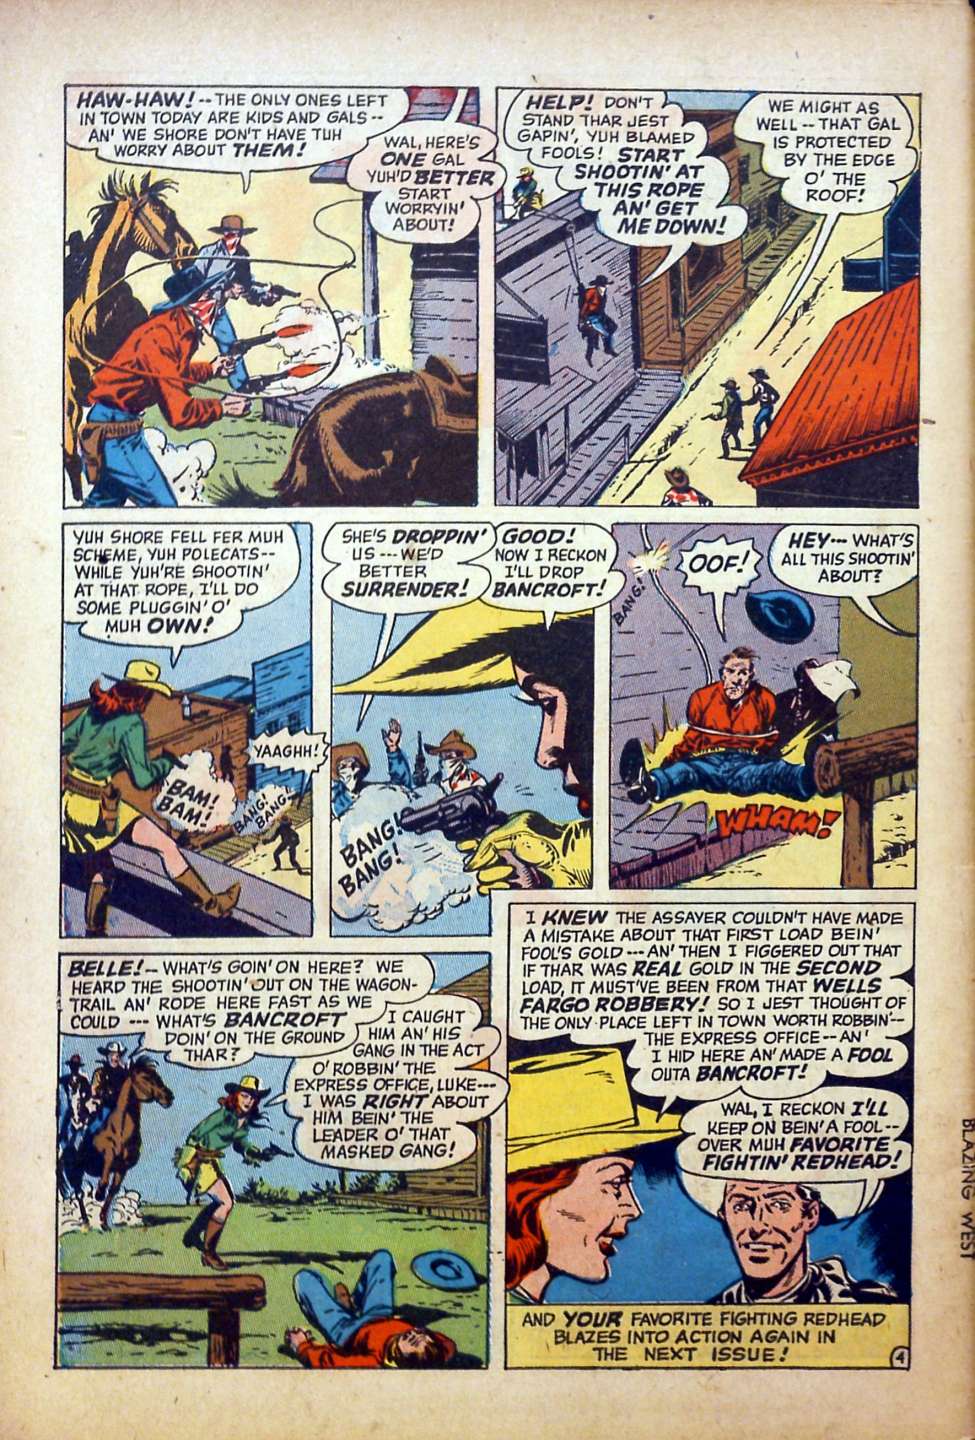 HAW-HAW! -- THE ONLY ONES LEFT
IN TOWN TODAY ARE KIDS AND GALS --
AN' WE SHORE DON'T HAVE TUH
WORRY ABOUT THEM!
WAL, HERE'S
ONE GAL
YUH'D BETTER
START
WORRYIN'
ABOUT!
HELP! DON'T
STAND THAR JEST
GAPIN', YUH BLAMED
FOOLS! START
SHOOTIN' AT
THIS ROPE
AN' GET
ME DOWN!
WE MIGHT AS
WELL -- THAT GAL
IS PROTECTED
BY THE EDGE
O' THE
ROOF!
YUH SHORE FELL FER MUH
SCHEME, YUH POLECATS --
WHILE YUH'RE SHOOTIN'
AT THAT ROPE, I'LL DO
SOME PLUGGIN' O'
MUH OWN!
BAM!
BAM!
YAAGHH!
BANG!
BANG!
SHE'S DROPPIN'
US --- WE'D
BETTER
SURRENDER!
GOOD!
NOW I RECKON
I'LL DROP
BANCROFT!
BANG!
BANG!
BANG!
OOF!
HEY --- WHAT'S
ALL THIS SHOOTIN'
ABOUT?
WHAM!
BELLE! -- WHAT'S GOIN' ON HERE? WE
HEARD THE SHOOTIN' OUT ON THE WAGON-
TRAIL AN' RODE HERE FAST AS WE
COULD --- WHAT'S BANCROFT
DOIN' ON THE GROUND
THAR?
I CAUGHT
HIM AN' HIS
GANG IN THE ACT
O' ROBBIN' THE
EXPRESS OFFICE, LUKE ---
I WAS RIGHT ABOUT
HIM BEIN' THE
LEADER O' THAT
MASKED GANG!
I KNEW THE ASSAYER COULDN'T HAVE MADE
A MISTAKE ABOUT THAT FIRST LOAD BEIN'
FOOL'S GOLD --- AN' THEN I FIGGERED OUT THAT
IF THAR WAS REAL GOLD IN THE SECOND
LOAD, IT MUST'VE BEEN FROM THAT WELLS
FARGO ROBBERY! SO I JEST THOUGHT OF
THE ONLY PLACE LEFT IN TOWN WORTH ROBBIN' --
THE EXPRESS OFFICE -- AN'
I HID HERE AN' MADE A FOOL
OUTA BANCROFT!
WAL, I RECKON I'LL
KEEP ON BEIN' A FOOL --
OVER MUH FAVORITE
FIGHTIN' REDHEAD!
AND YOUR FAVORITE FIGHTING REDHEAD
BLAZES INTO ACTION AGAIN IN
THE NEXT ISSUE!
4
BLAZING WEST